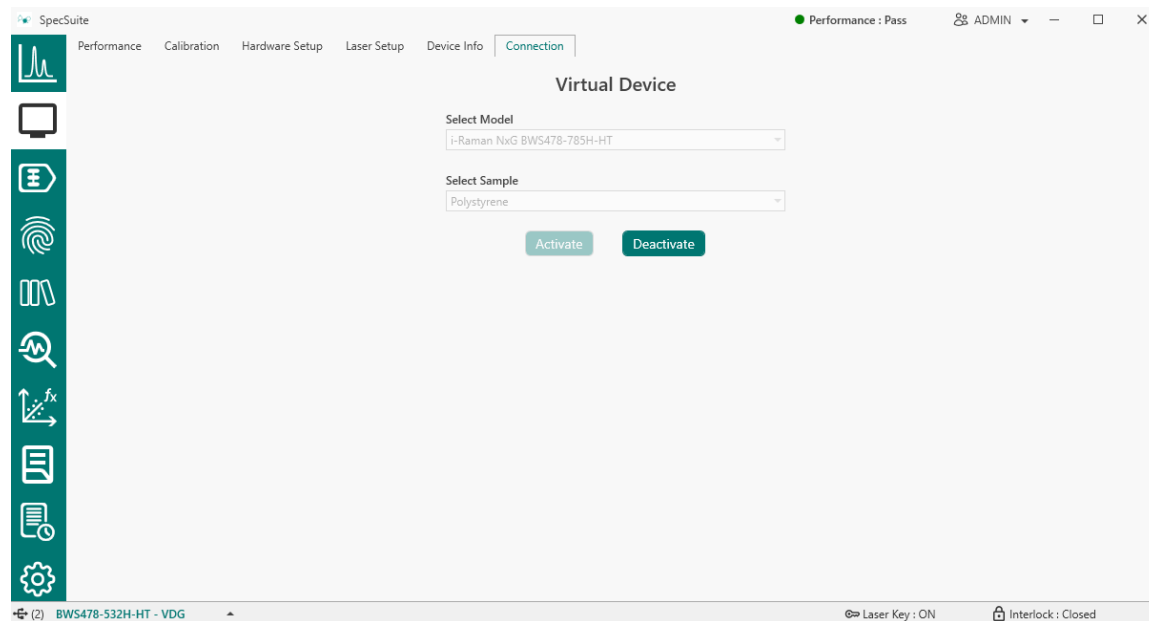 SpecSuite
Performance : Pass
ADMIN
Performance Calibration Hardware Setup Laser Setup Device Info Connection
Virtual Device
Select Model
i-Raman NxG BWS478-785H-HT
Select Sample
Polystyrene
Activate Deactivate
fx
(2) BWS478-532H-HT - VDG
Laser Key : ON
Interlock : Closed